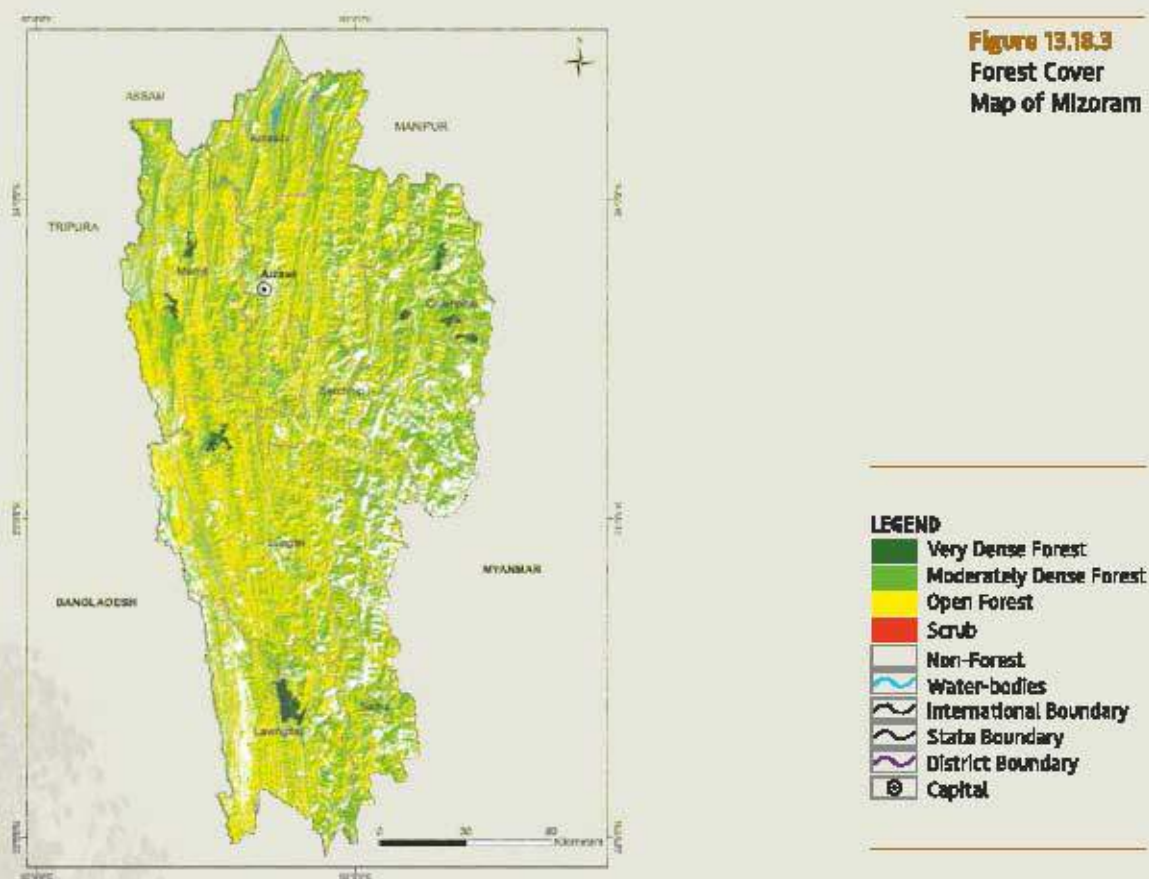 Figure 13.18.3
Forest Cover
Map of Mizoram
N
ASSAM
MANIPUR
TRIPURA
Mamit
Aizawl
Champhai
Serchhip
Lunglei
MYANMAR
BANGLADESH
Saiha
Lawngtlai
0
Kilometers
LEGEND
Very Dense Forest
Moderately Dense Forest
Open Forest
Scrub
Non-Forest
Water-bodies
International Boundary
State Boundary
District Boundary
Capital